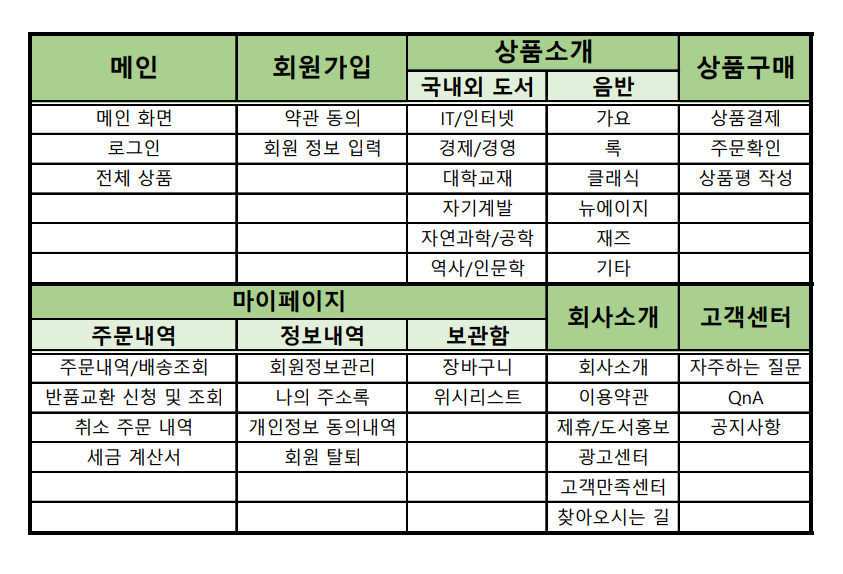 메인 회원가입 상품소개 상품구매
국내외 도서 음반
메인 화면 약관 동의 IT/인터넷 가요 상품결제
로그인 회원 정보 입력 경제/경영 록 주문확인
전체 상품 대학교재 클래식 상품평 작성
자기계발 뉴에이지
자연과학/공학 재즈
역사/인문학 기타
마이페이지 회사소개 고객센터
주문내역 정보내역 보관함
주문내역/배송조회 회원정보관리 장바구니 회사소개 자주하는 질문
반품교환 신청 및 조회 나의 주소록 위시리스트 이용약관 QnA
취소 주문 내역 개인정보 동의내역 제휴/도서홍보 공지사항
세금 계산서 회원 탈퇴 광고센터
고객만족센터
찾아오시는 길